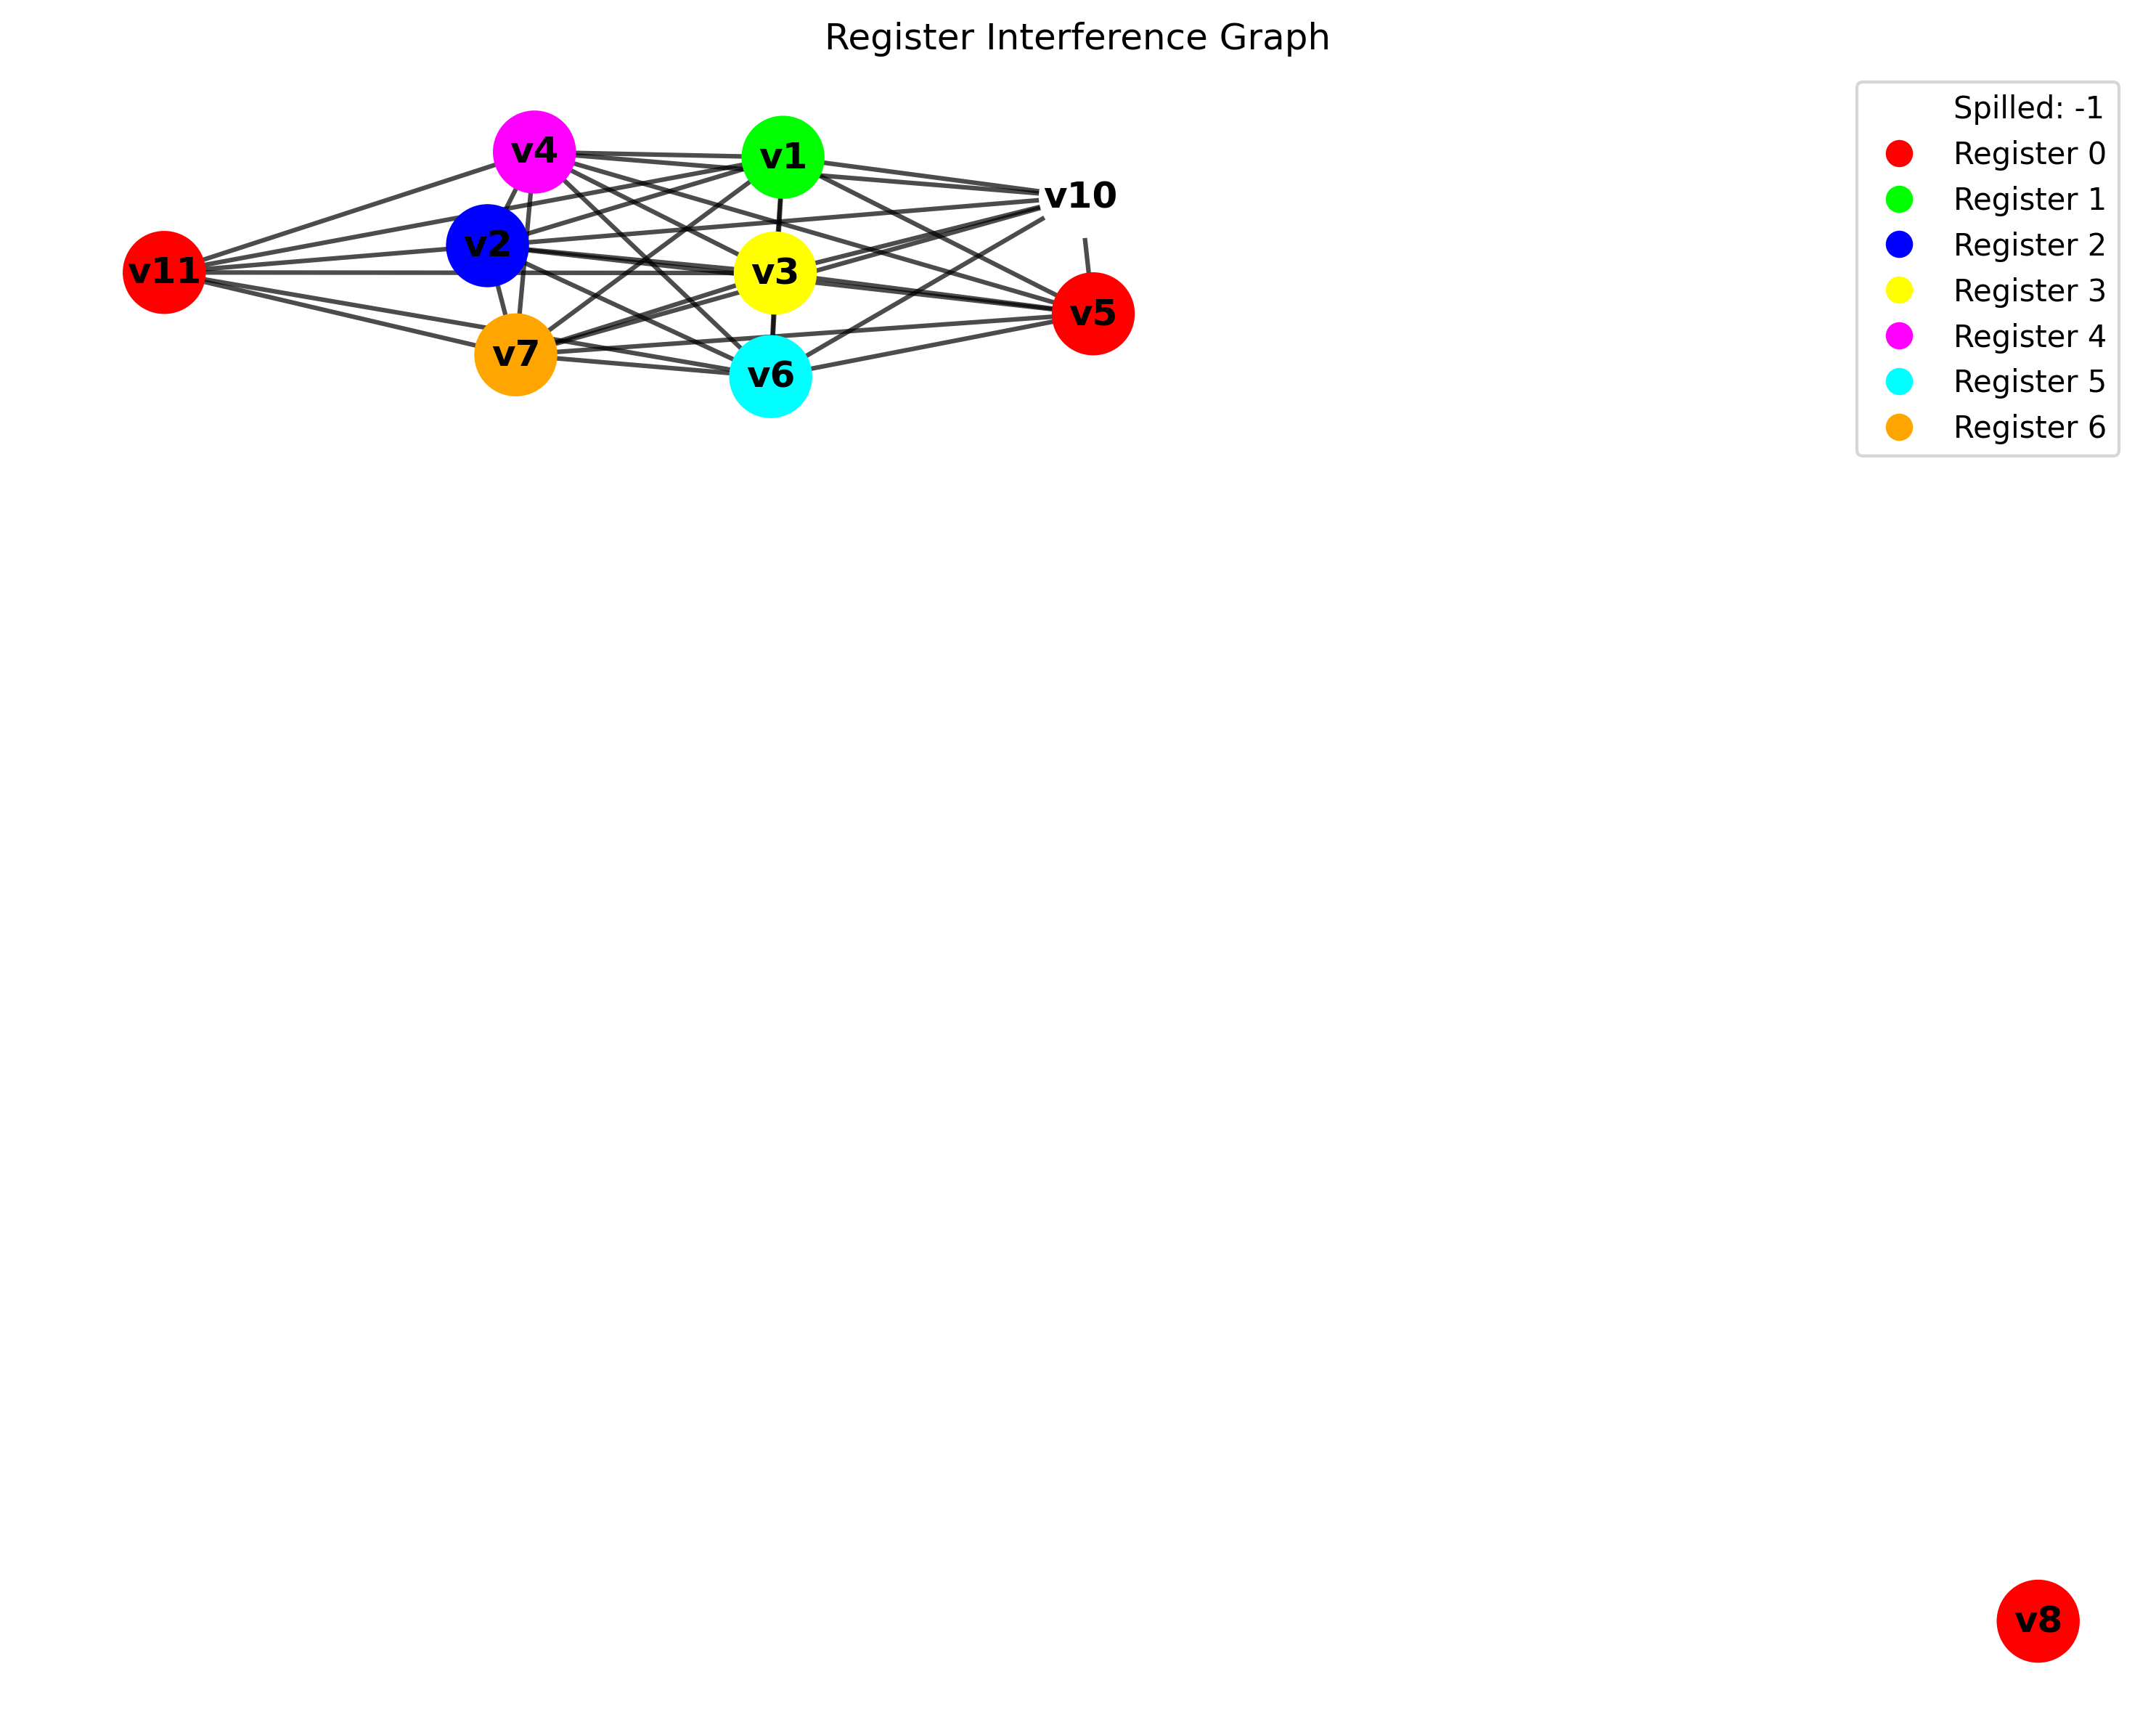 Register Interference Graph
Spilled: -1
Register 0
Register 1
Register 2
Register 3
Register 4
Register 5
Register 6
v4
v1
v10
v2
v11
v3
v5
v7
v6
v8